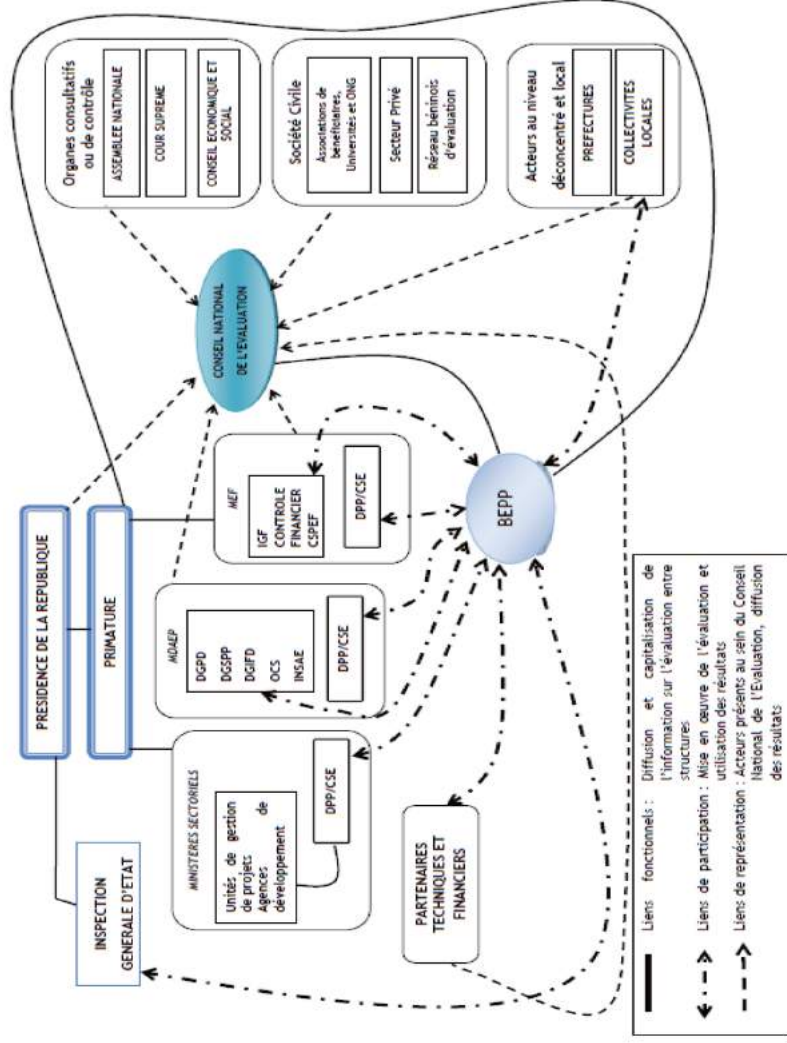 PRESIDENCE DE LA REPUBLIQUE
PRIMATURE
INSPECTION
GENERALE D'ETAT
MINISTERES SECTORIELS
Unités de gestion
de projets
Agences de
développement
DPP/CSE
MDAEP
DGPD
DGSPP
DGIFD
OCS
INSAE
DPP/CSE
MEF
IGF
CONTROLE
FINANCIER
CSPEF
DPP/CSE
CONSEIL NATIONAL
DE L'EVALUATION
Organes consultatifs
ou de contrôle
ASSEMBLEE NATIONALE
COUR SUPREME
CONSEIL ECONOMIQUE ET
SOCIAL
Société Civile
Associations de
beneficiaires,
Universités et ONG
Secteur Privé
Réseau béninois
d'évaluation
Acteurs au niveau
déconcentré et local
PREFECTURES
COLLECTIVITES
LOCALES
BEPP
PARTENAIRES
TECHNIQUES ET
FINANCIERS
Liens fonctionnels : Diffusion et capitalisation de
l'information sur l'évaluation entre
structures
Liens de participation : Mise en œuvre de l'évaluation et
utilisation des résultats
Liens de représentation : Acteurs présents au sein du Conseil
National de l'Evaluation, diffusion
des résultats